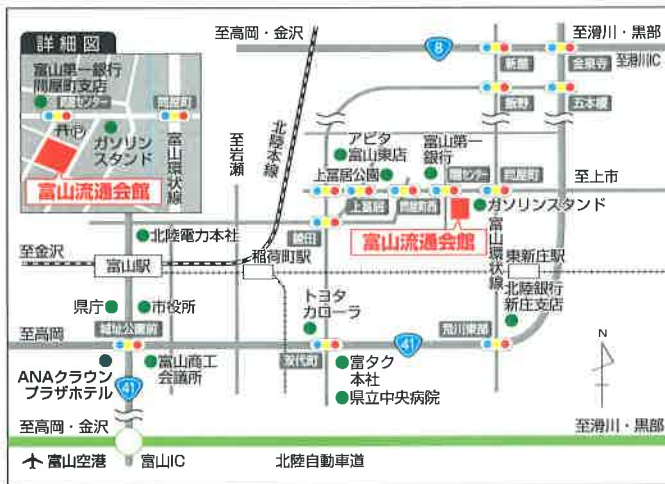 詳細図
富山第一銀行
問屋町支店
問屋センター
問屋町
ガソリン
スタンド
富山環状線
富山流通会館
至高岡・金沢
8
至滑川・黒部
至滑川IC
新屋
金泉寺
飯野
五本榎
至岩瀬
北陸本線
アピタ
富山東店
富山第一
銀行
上冨居公園
問屋センター
問屋町
至上市
上冨居
問屋町西
ガソリンスタンド
富山流通会館
富山環状線
北陸電力本社
綾田
至金沢
富山駅
稲荷町駅
東新庄駅
北陸銀行
新庄支店
県庁
市役所
トヨタ
カローラ
至高岡
城址公園前
双代町
41
荒川東部
N
ANAクラウン
プラザホテル
富山商工
会議所
富タク
本社
県立中央病院
41
至高岡・金沢
至滑川・黒部
富山空港
富山IC
北陸自動車道